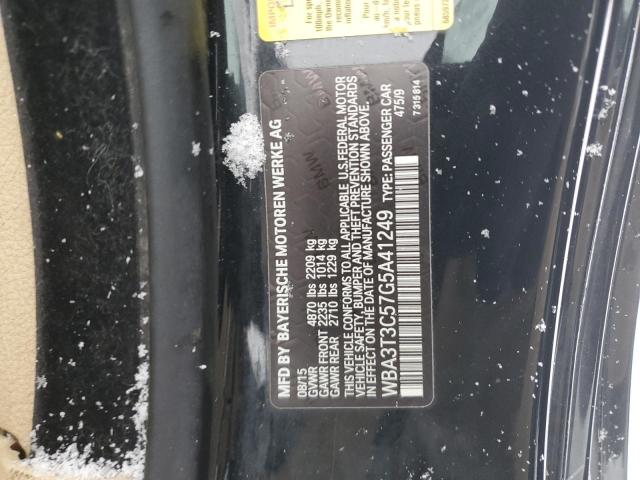 MFD BY BAYERISCHE MOTOREN WERKE AG
08/15
GVWR 4870 lbs 2209 kg
GAWR FRONT 2235 lbs 1014 kg
GAWR REAR 2710 lbs 1229 kg
THIS VEHICLE CONFORMS TO ALL APPLICABLE U.S. FEDERAL MOTOR
VEHICLE SAFETY, BUMPER AND THEFT PREVENTION STANDARDS
IN EFFECT ON THE DATE OF MANUFACTURE SHOWN ABOVE.
WBA3T3C57G5A41249 TYPE: PASSENGER CAR
475/9
7 315 814
BMW
BMW